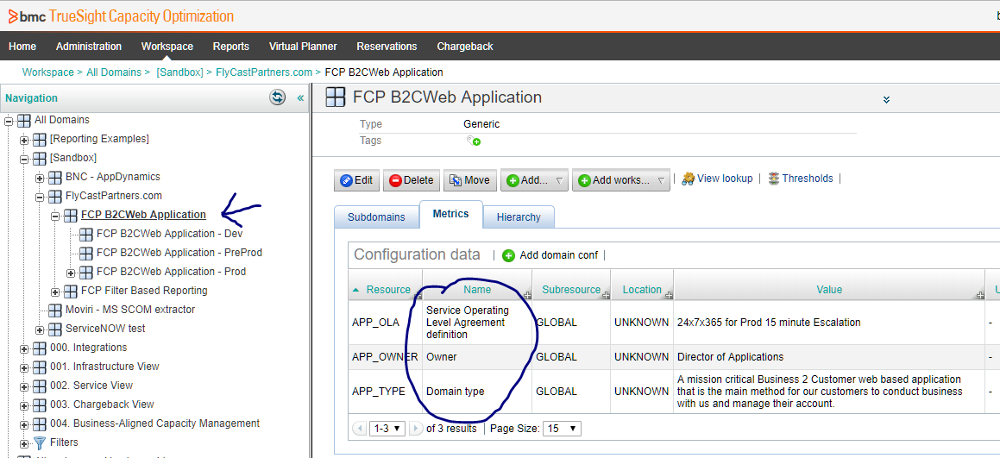 bmc TrueSight Capacity Optimization
Home Administration Workspace Reports Virtual Planner Reservations Chargeback
Workspace > All Domains > [Sandbox] > FlyCastPartners.com > FCP B2CWeb Application
Navigation «
All Domains
[Reporting Examples]
[Sandbox]
BNC - AppDynamics
FlyCastPartners.com
FCP B2CWeb Application
FCP B2CWeb Application - Dev
FCP B2CWeb Application - PreProd
FCP B2CWeb Application - Prod
FCP Filter Based Reporting
Moviri - MS SCOM extractor
ServiceNOW test
000. Integrations
001. Infrastructure View
002. Service View
003. Chargeback View
004. Business-Aligned Capacity Management
Filters
FCP B2CWeb Application
Type Generic
Tags
Edit Delete Move Add... Add works... | View lookup | Thresholds |
Subdomains Metrics Hierarchy
Configuration data | Add domain conf |
Resource Name Subresource Location Value
APP_OLA
Service Operating
Level Agreement
definition
GLOBAL UNKNOWN 24x7x365 for Prod 15 minute Escalation -
APP_OWNER Owner GLOBAL UNKNOWN Director of Applications -
APP_TYPE Domain type GLOBAL UNKNOWN
A mission critical Business 2 Customer web based application
that is the main method for our customers to conduct business
with us and manage their account.
-
1-3 of 3 results | Page Size: 15